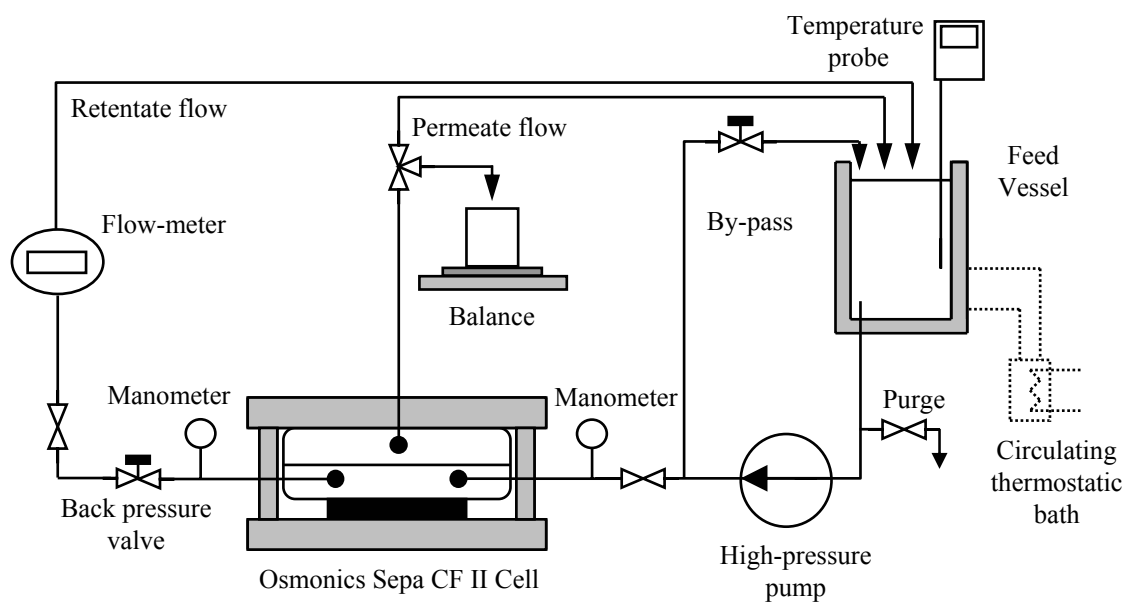 Temperature
probe
Retentate flow
Permeate flow
Feed
Vessel
Flow-meter
By-pass
Balance
Manometer
Manometer
Purge
Circulating
thermostatic
bath
Back pressure
valve
High-pressure
pump
Osmonics Sepa CF II Cell